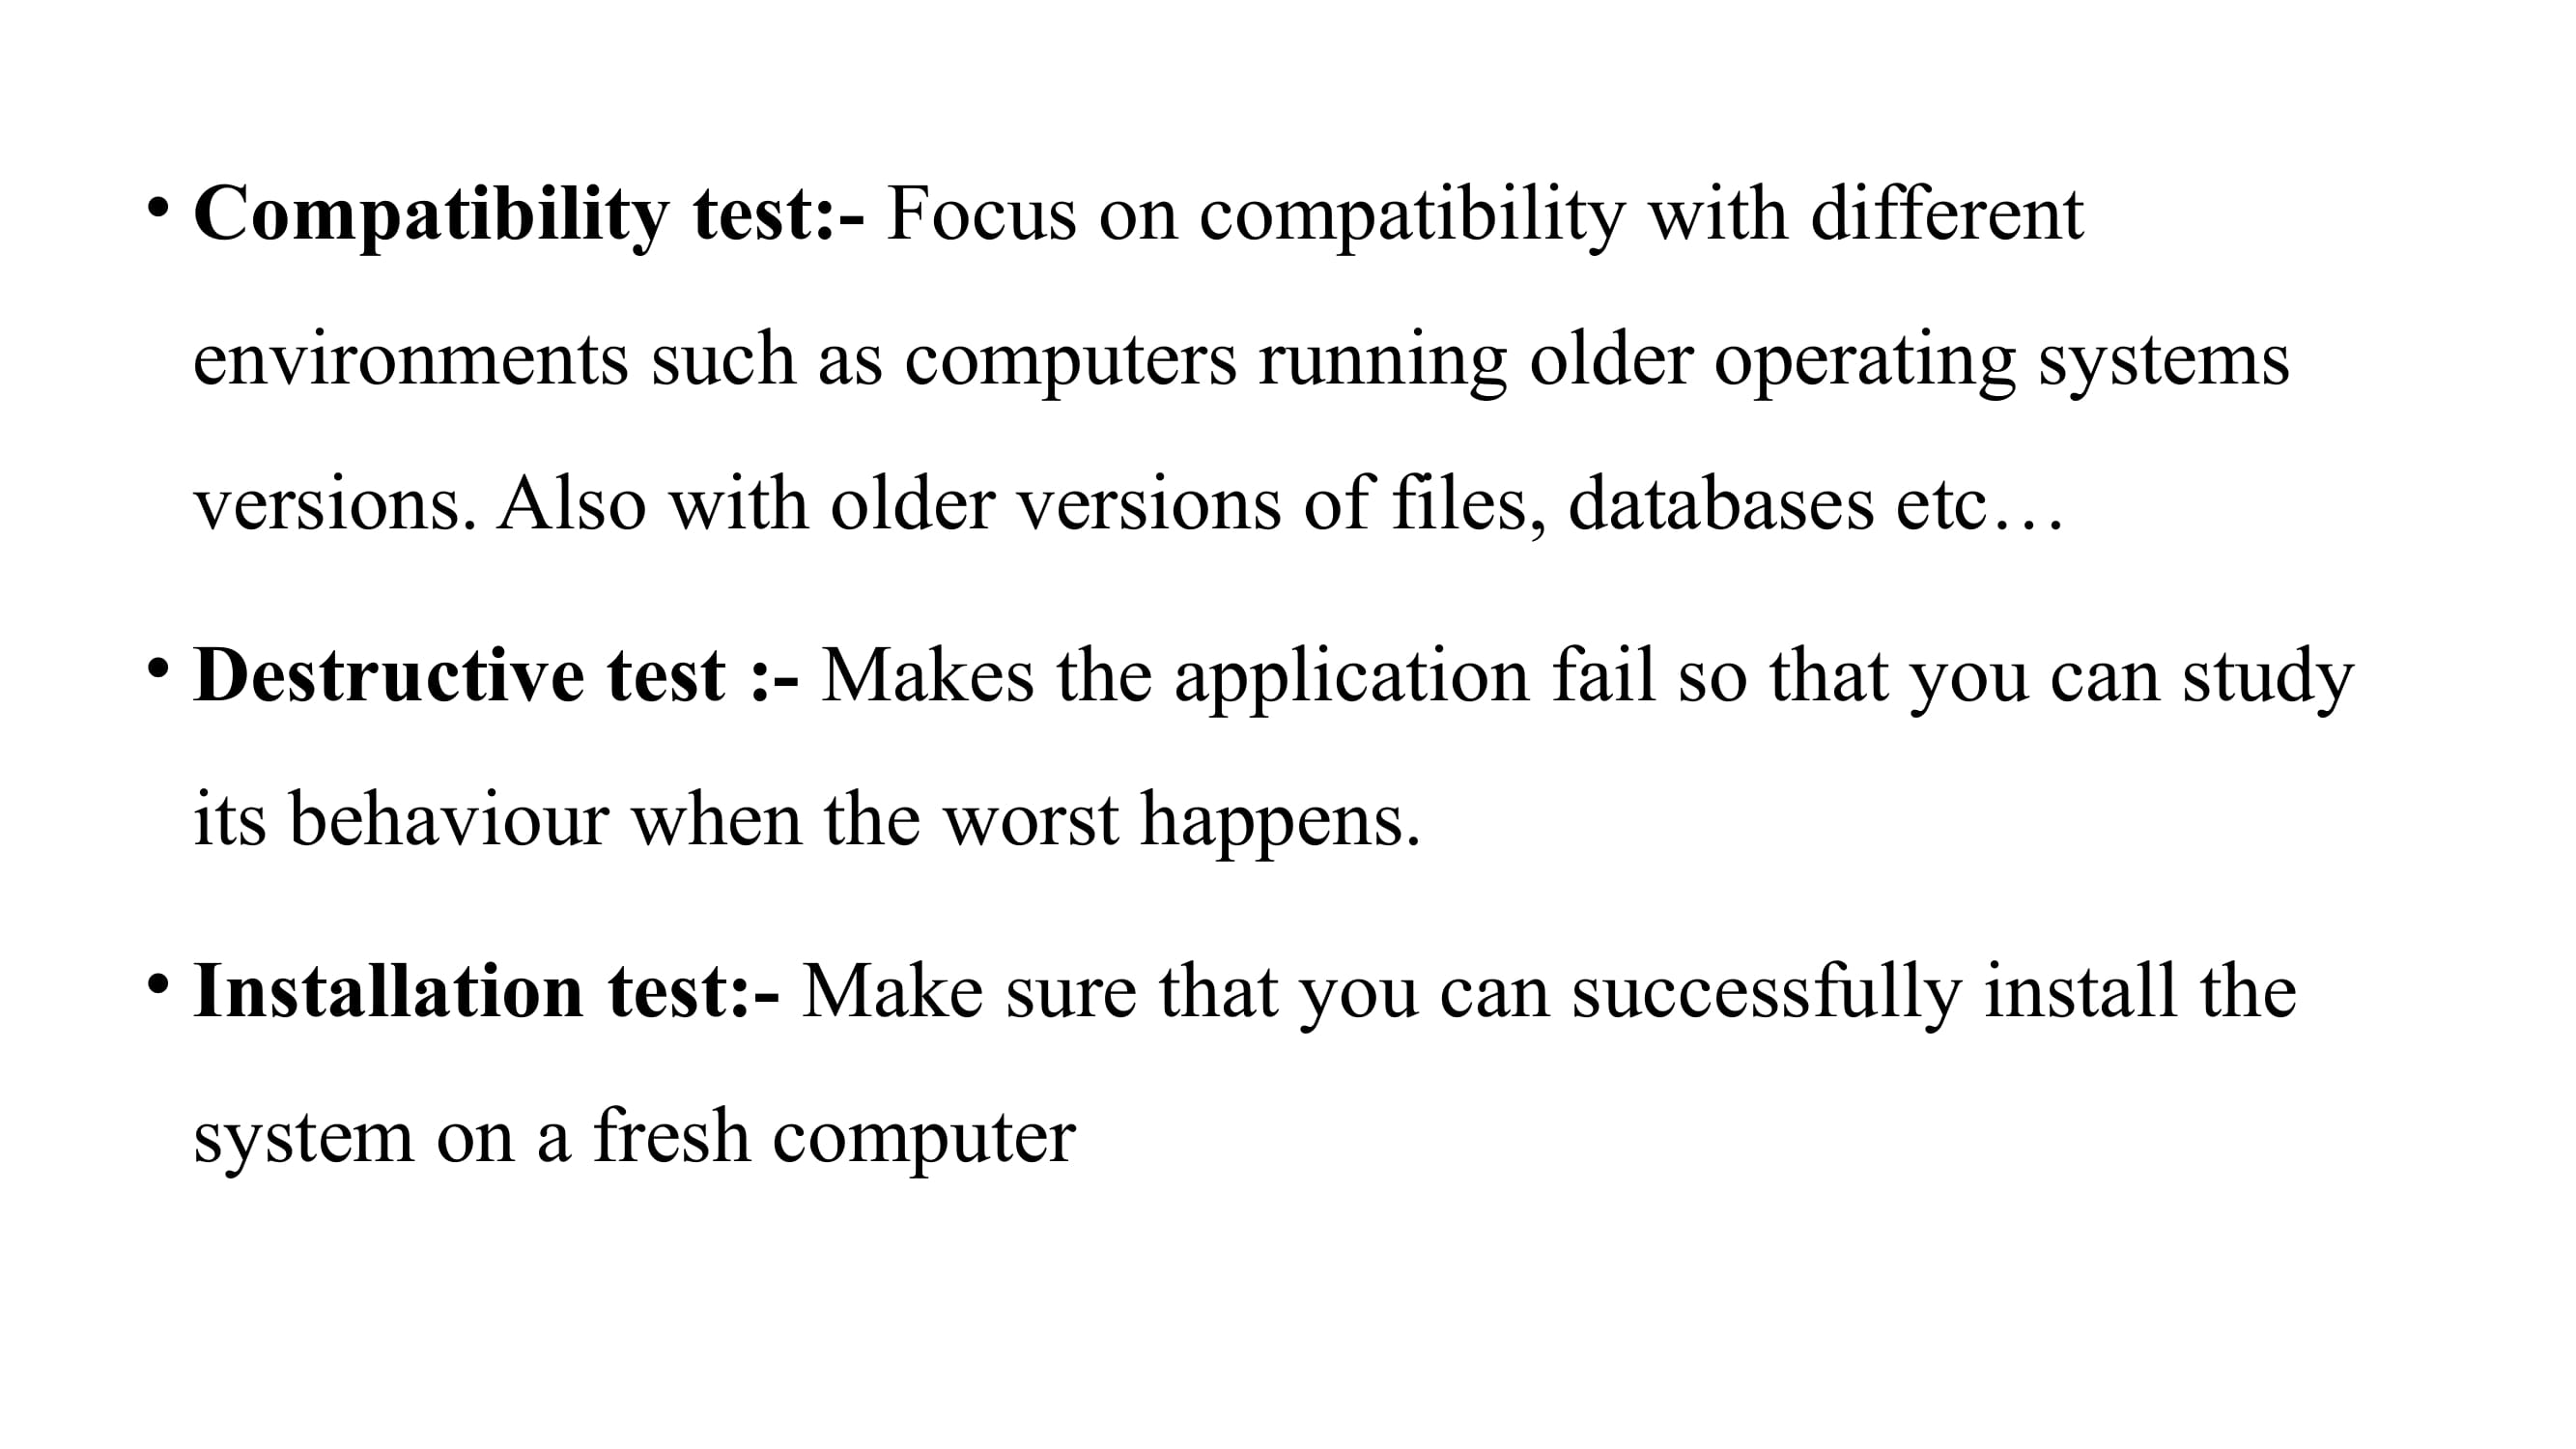 • Compatibility test:- Focus on compatibility with different
environments such as computers running older operating systems
versions. Also with older versions of files, databases etc…
• Destructive test :- Makes the application fail so that you can study
its behaviour when the worst happens.
• Installation test:- Make sure that you can successfully install the
system on a fresh computer